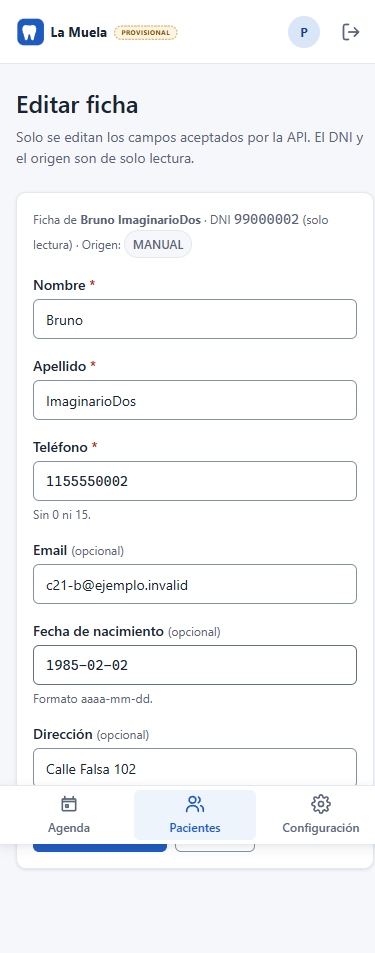 La Muela PROVISIONAL P
Editar ficha
Solo se editan los campos aceptados por la API. El DNI y
el origen son de solo lectura.
Ficha de Bruno ImaginarioDos · DNI 99000002 (solo
lectura) · Origen: MANUAL
Nombre *
Bruno
Apellido *
ImaginarioDos
Teléfono *
1155550002
Sin 0 ni 15.
Email (opcional)
c21-b@ejemplo.invalid
Fecha de nacimiento (opcional)
1985-02-02
Formato aaaa-mm-dd.
Dirección (opcional)
Calle Falsa 102
Agenda Pacientes Configuración